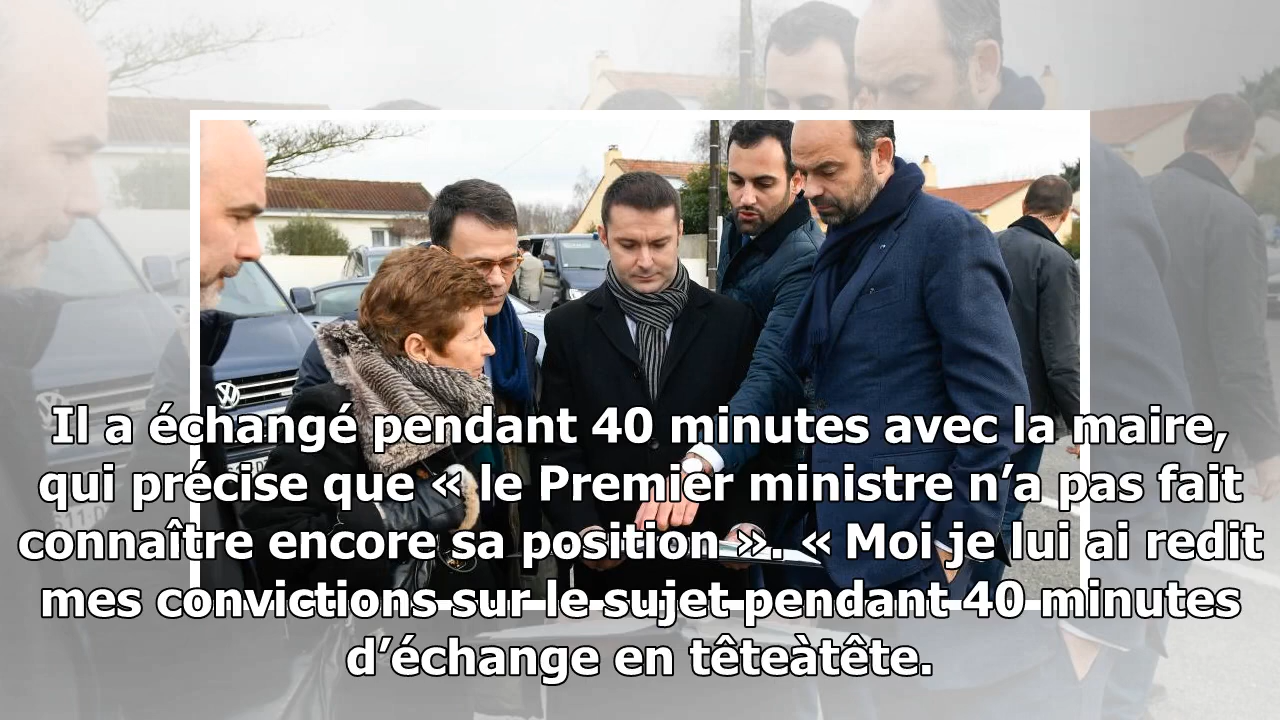 Il a échangé pendant 40 minutes avec la maire,
qui précise que « le Premier ministre n’a pas fait
connaître encore sa position ». « Moi je lui ai redit
mes convictions sur le sujet pendant 40 minutes
d’échange en têteàtête.